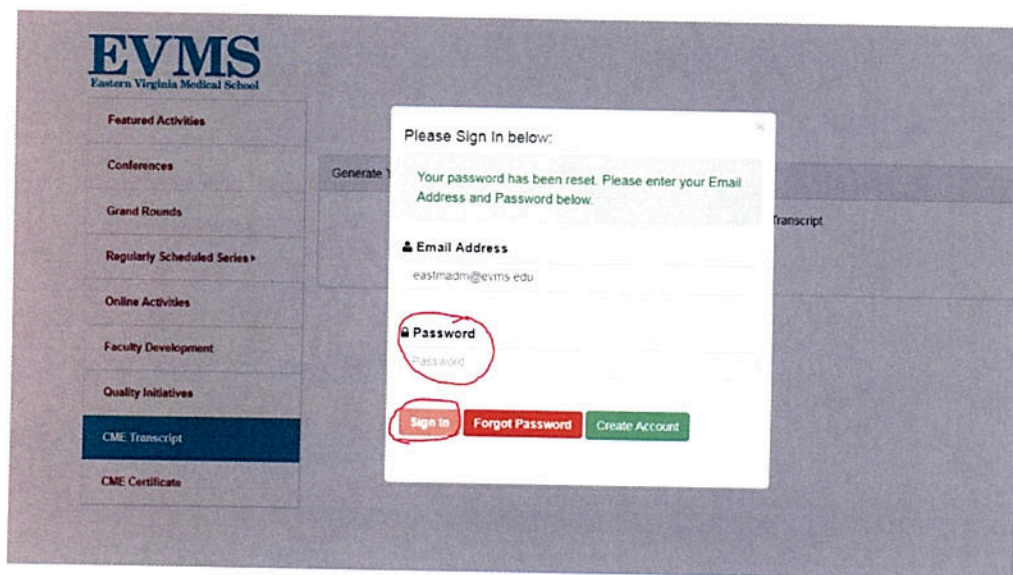 EVMS
Eastern Virginia Medical School
Featured Activities
Conferences
Grand Rounds
Regularly Scheduled Series
Online Activities
Faculty Development
Quality Initiatives
CME Transcript
CME Certificate
Generate
Transcript
Please Sign In below:
×
Your password has been reset. Please enter your Email
Address and Password below.
Email Address
eastmadm@evms.edu
Password
Password
Sign In
Forgot Password
Create Account